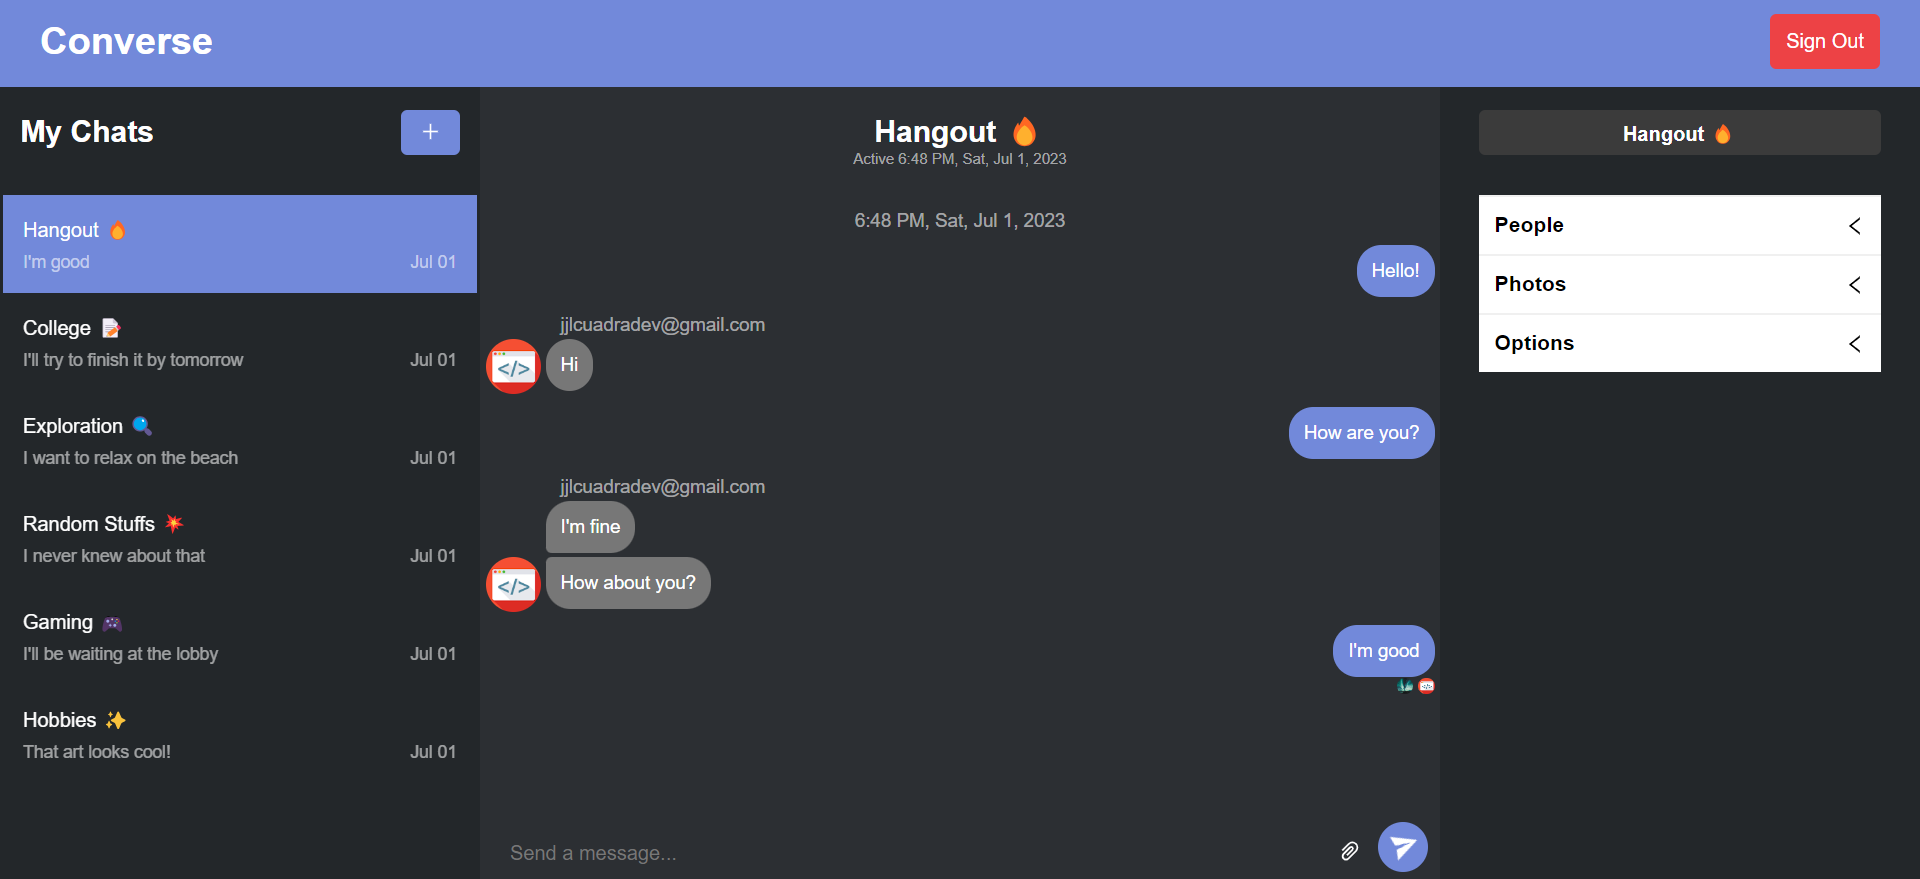 Converse
Sign Out
My Chats
+
Hangout 🔥
I'm good Jul 01
College 📝
I'll try to finish it by tomorrow Jul 01
Exploration 🔍
I want to relax on the beach Jul 01
Random Stuffs 💥
I never knew about that Jul 01
Gaming 🎮
I'll be waiting at the lobby Jul 01
Hobbies ✨
That art looks cool! Jul 01
Hangout 🔥
Active 6:48 PM, Sat, Jul 1, 2023
6:48 PM, Sat, Jul 1, 2023
Hello!
jjlcuadradev@gmail.com
</>
Hi
How are you?
jjlcuadradev@gmail.com
I'm fine
</>
How about you?
I'm good
Send a message...
Hangout 🔥
People
Photos
Options